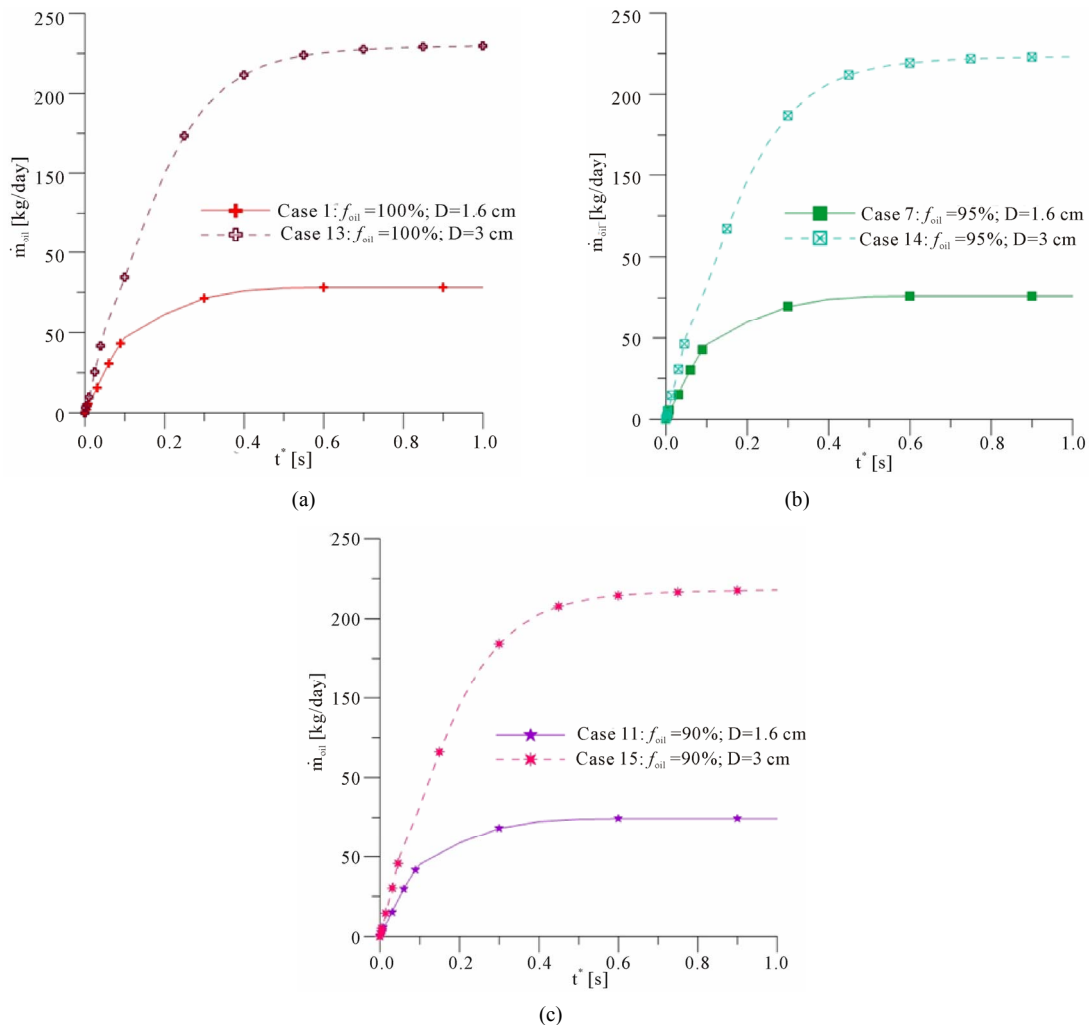 250
200
150
50
50
0
ṁoil [kg/day]
Case 1: foil =100%; D=1.6 cm
Case 13: foil =100%; D=3 cm
0.0 0.2 0.4 0.6 0.8 1.0
t* [s]
(a)
250
200
150
50
50
0
ṁoil [kg/day]
Case 7: foil =95%; D=1.6 cm
Case 14: foil =95%; D=3 cm
0.0 0.2 0.4 0.6 0.8 1.0
t* [s]
(b)
250
200
150
50
50
0
ṁoil [kg/day]
Case 11: foil =90%; D=1.6 cm
Case 15: foil =90%; D=3 cm
0.0 0.2 0.4 0.6 0.8 1.0
t* [s]
(c)